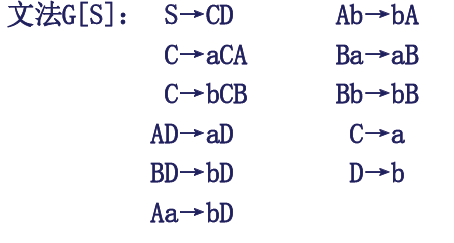 文法G[S]: S→CD Ab→bA
C→aCA Ba→aB
C→bCB Bb→bB
AD→aD C→a
BD→bD D→b
Aa→bD